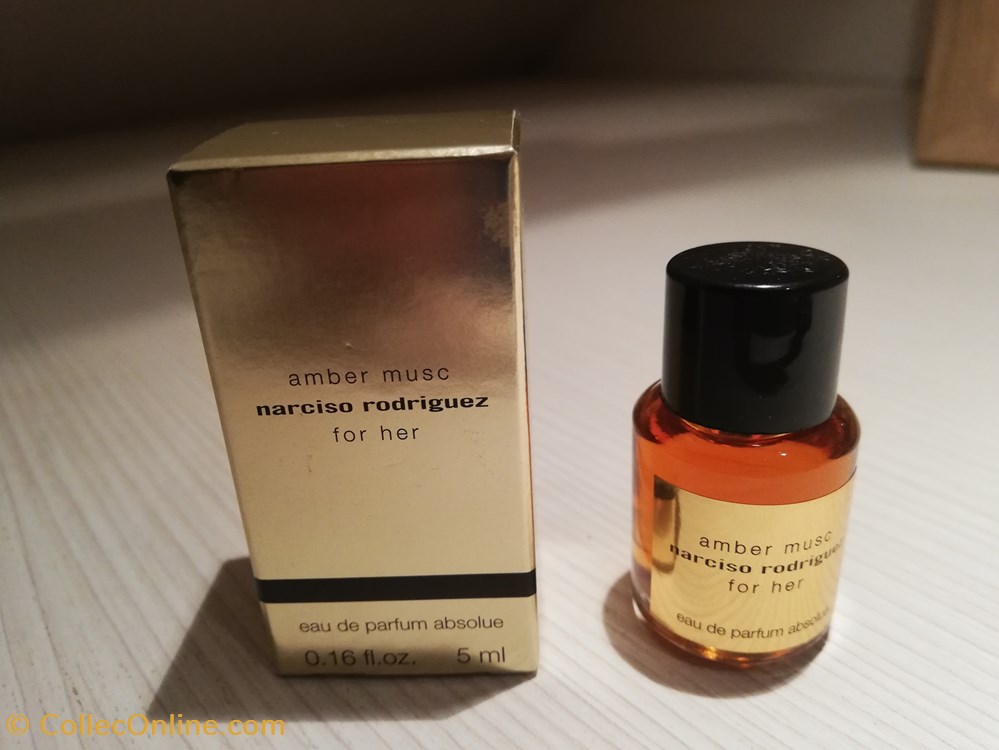 amber musc
narciso rodriguez
for her
eau de parfum absolue
0.16 fl.oz. 5 ml
amber musc
narciso rodriguez
for her
eau de parfum absolue
© CollecOnline.com